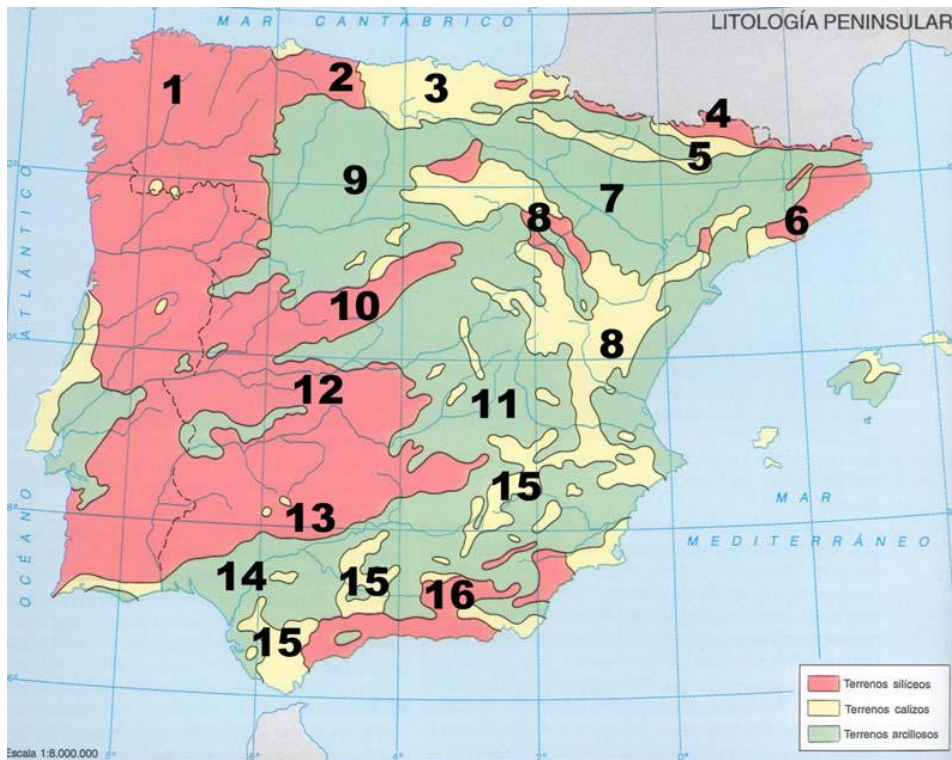 MAR CANTÁBRICO
LITOLOGÍA PENINSULAR
1
2
3
4
5
6
7
8
9
8
10
11
12
13
14
15
15
15
16
OCÉANO ATLÁNTICO
MAR
MEDITERRÁNEO
Terrenos silíceos
Terrenos calizos
Terrenos arcillosos
Escala 1:8.000.000